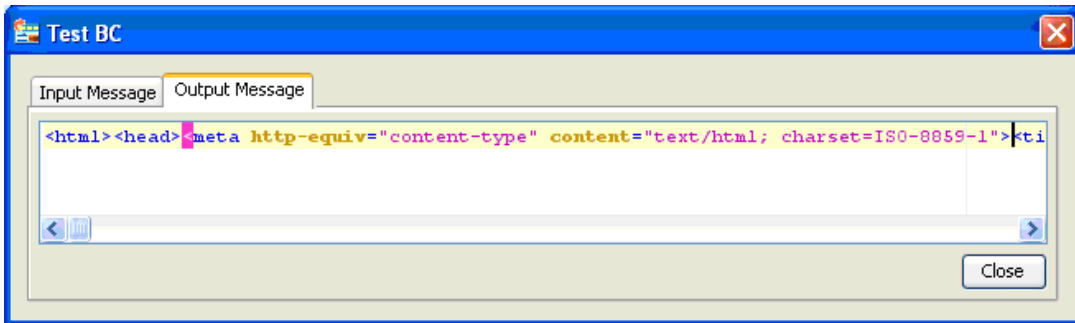 Test BC
Input Message
Output Message
<html><head><meta http-equiv="content-type" content="text/html; charset=ISO-8859-1"><ti
Close